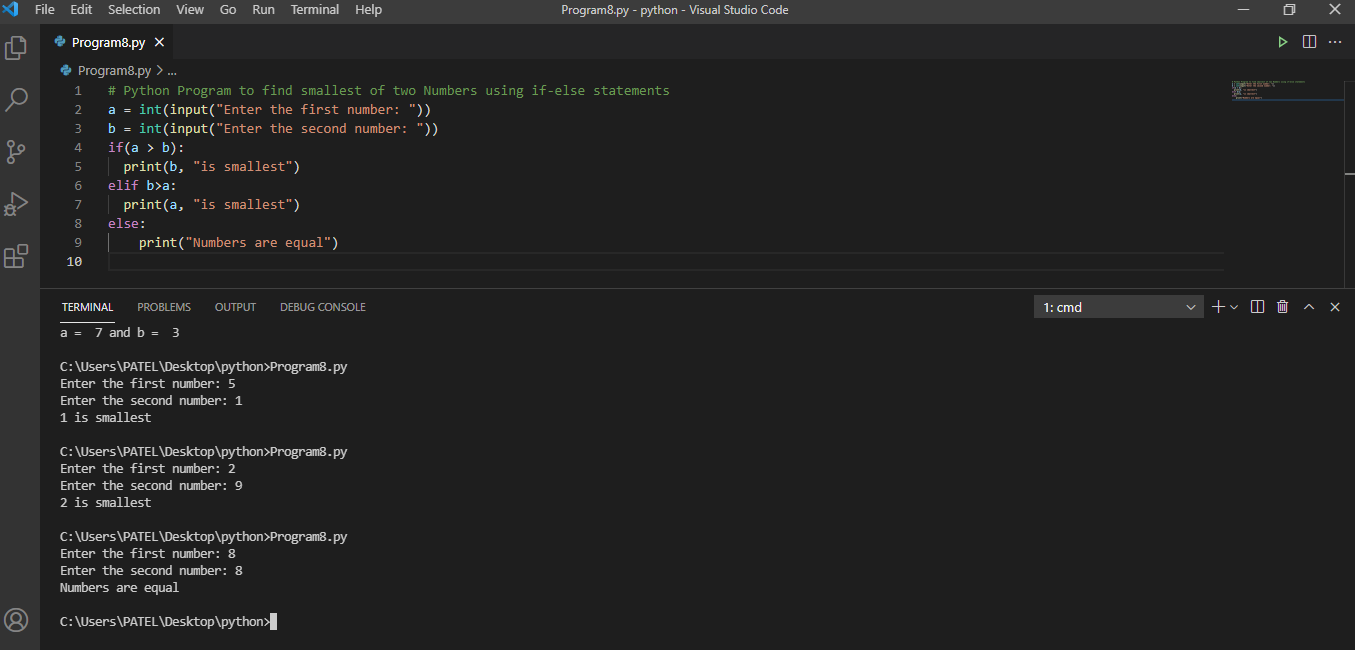 File Edit Selection View Go Run Terminal Help Program8.py - python - Visual Studio Code
Program8.py
Program8.py > ...
1 # Python Program to find smallest of two Numbers using if-else statements
2 a = int(input("Enter the first number: "))
3 b = int(input("Enter the second number: "))
4 if(a > b):
5   print(b, "is smallest")
6 elif b>a:
7   print(a, "is smallest")
8 else:
9     print("Numbers are equal")
10
TERMINAL PROBLEMS OUTPUT DEBUG CONSOLE 1: cmd
a =  7 and b =  3
C:\Users\PATEL\Desktop\python>Program8.py
Enter the first number: 5
Enter the second number: 1
1 is smallest
C:\Users\PATEL\Desktop\python>Program8.py
Enter the first number: 2
Enter the second number: 9
2 is smallest
C:\Users\PATEL\Desktop\python>Program8.py
Enter the first number: 8
Enter the second number: 8
Numbers are equal
C:\Users\PATEL\Desktop\python>